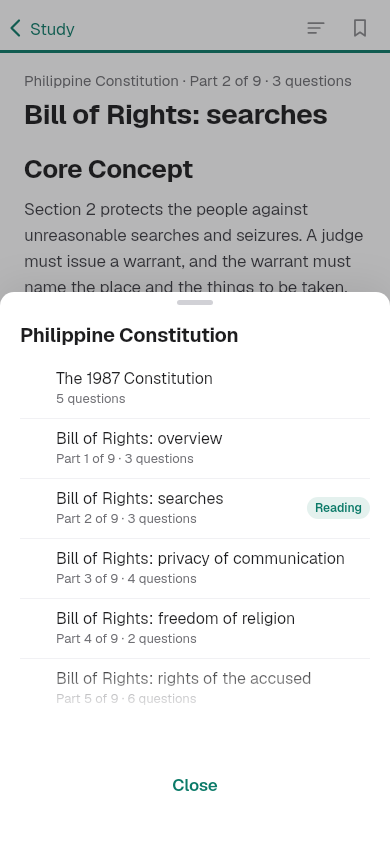 Study
Philippine Constitution · Part 2 of 9 · 3 questions
Bill of Rights: searches
Core Concept
Section 2 protects the people against
unreasonable searches and seizures. A judge
must issue a warrant, and the warrant must
name the place and the things to be taken.
Philippine Constitution
The 1987 Constitution
5 questions
Bill of Rights: overview
Part 1 of 9 · 3 questions
Bill of Rights: searches
Part 2 of 9 · 3 questions
Reading
Bill of Rights: privacy of communication
Part 3 of 9 · 4 questions
Bill of Rights: freedom of religion
Part 4 of 9 · 2 questions
Bill of Rights: rights of the accused
Part 5 of 9 · 6 questions
Close